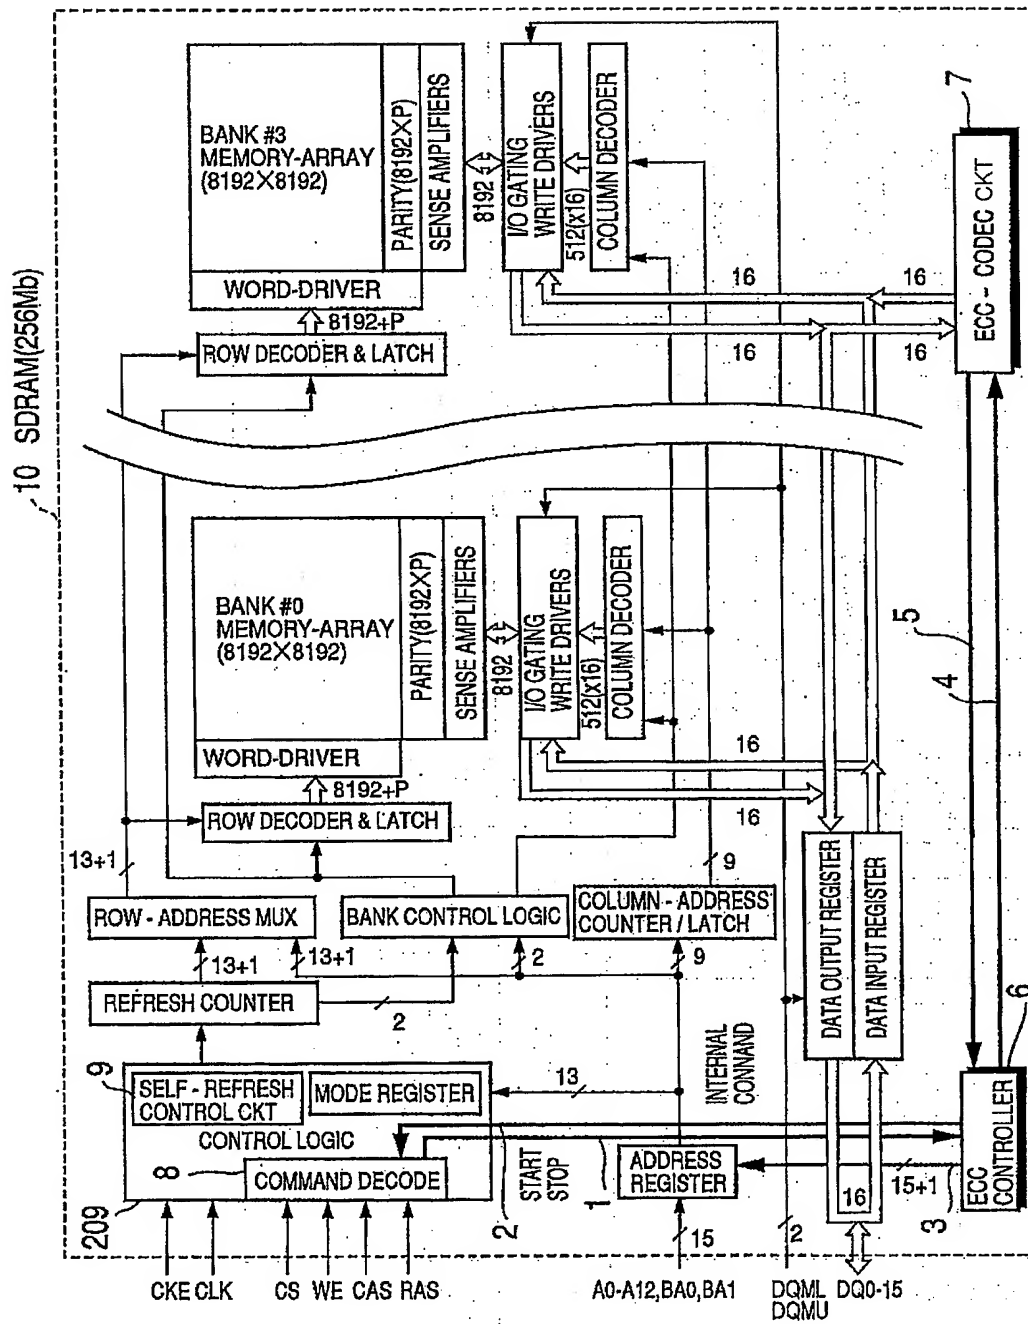 10 SDRAM(256Mb)
BANK #3
MEMORY-ARRAY
(8192×8192)
PARITY(8192XP)
SENSE AMPLIFIERS
WORD-DRIVER
8192+P
ROW DECODER & LATCH
8192
I/O GATING
WRITE DRIVERS
512(x16)
COLUMN DECODER
16
16
16
16
7
ECC - CODEC CKT
BANK #0
MEMORY-ARRAY
(8192×8192)
PARITY(8192XP)
SENSE AMPLIFIERS
WORD-DRIVER
8192+P
ROW DECODER & LATCH
8192
I/O GATING
WRITE DRIVERS
512(x16)
COLUMN DECODER
16
16
5
4
13+1
9
ROW - ADDRESS MUX
BANK CONTROL LOGIC
COLUMN - ADDRESS
COUNTER / LATCH
13+1
13+1
2
9
REFRESH COUNTER
2
DATA OUTPUT REGISTER
DATA INPUT REGISTER
9
SELF - REFRESH
CONTROL CKT
MODE REGISTER
CONTROL LOGIC
8
COMMAND DECODE
209
13
INTERNAL
CONNAND
START
STOP
2
1
ADDRESS
REGISTER
15
2
16
15+1
3
6
ECC
CONTROLLER
CKE CLK CS WE CAS RAS
A0-A12,BA0,BA1
DQML
DQMU
DQ0-15